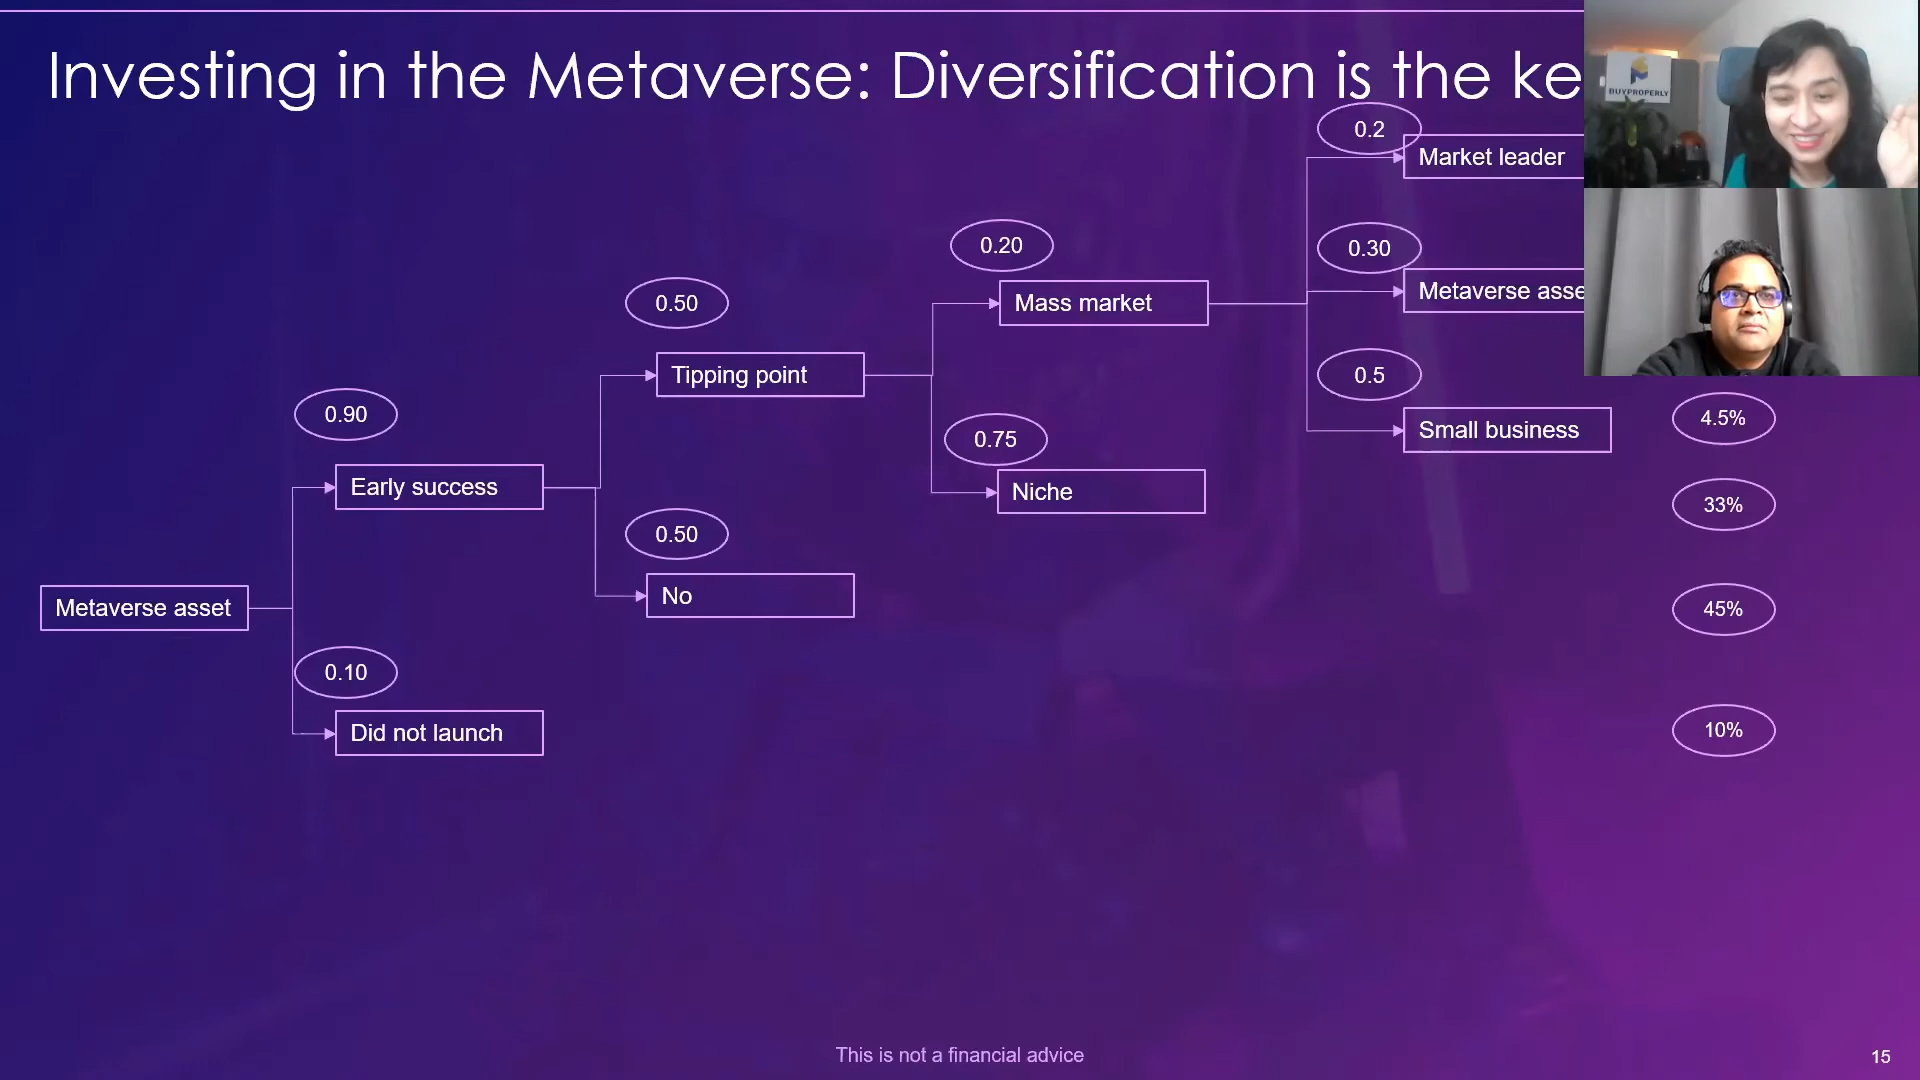 Investing in the Metaverse: Diversification is the ke
BUYPROPERLY
0.2
Market leader
0.20
0.30
Mass market
Metaverse asse
0.50
Tipping point
0.5
0.90
Small business
4.5%
0.75
Early success
Niche
33%
0.50
No
Metaverse asset
45%
0.10
Did not launch
10%
This is not a financial advice
15